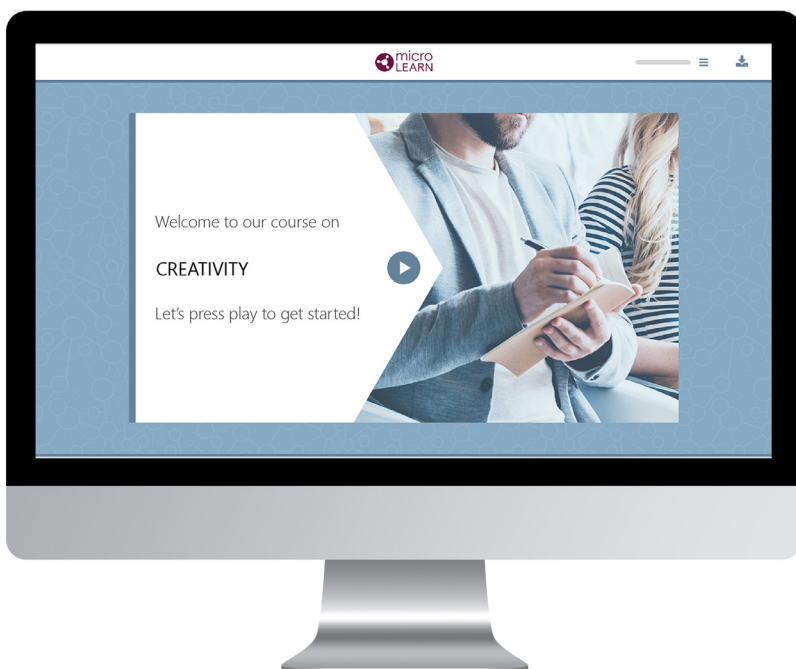 micro
LEARN
Welcome to our course on
CREATIVITY
Let's press play to get started!